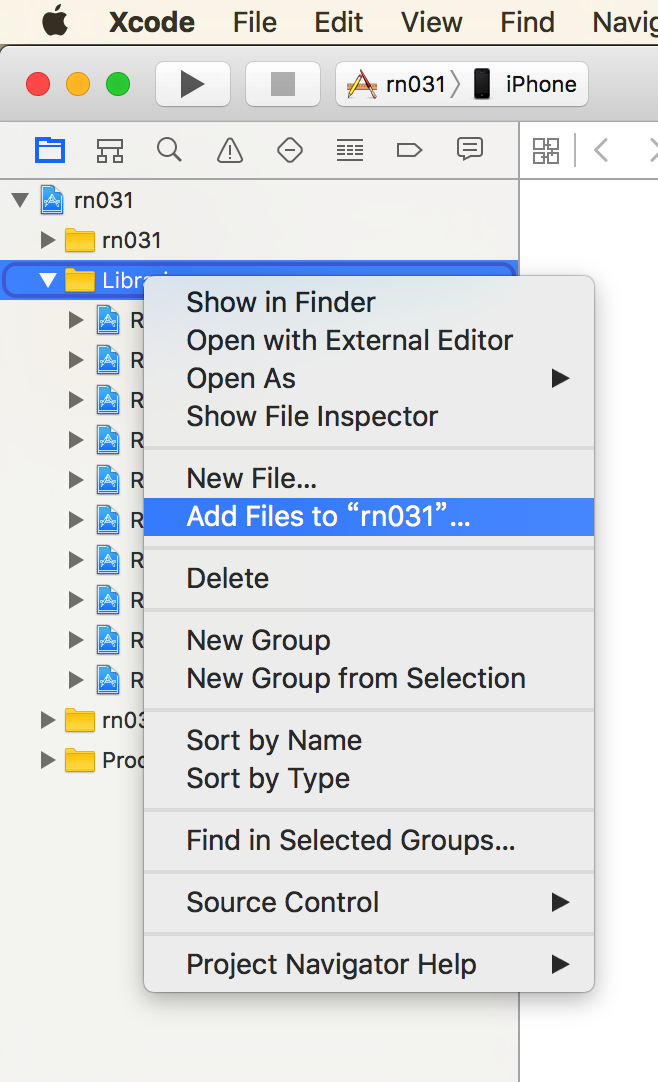 Xcode File Edit View Find
rn031 iPhone
rn031
rn031
Show in Finder
Open with External Editor
Open As
Show File Inspector
New File...
Add Files to “rn031”...
Delete
New Group
New Group from Selection
Sort by Name
Sort by Type
Find in Selected Groups...
Source Control
Project Navigator Help